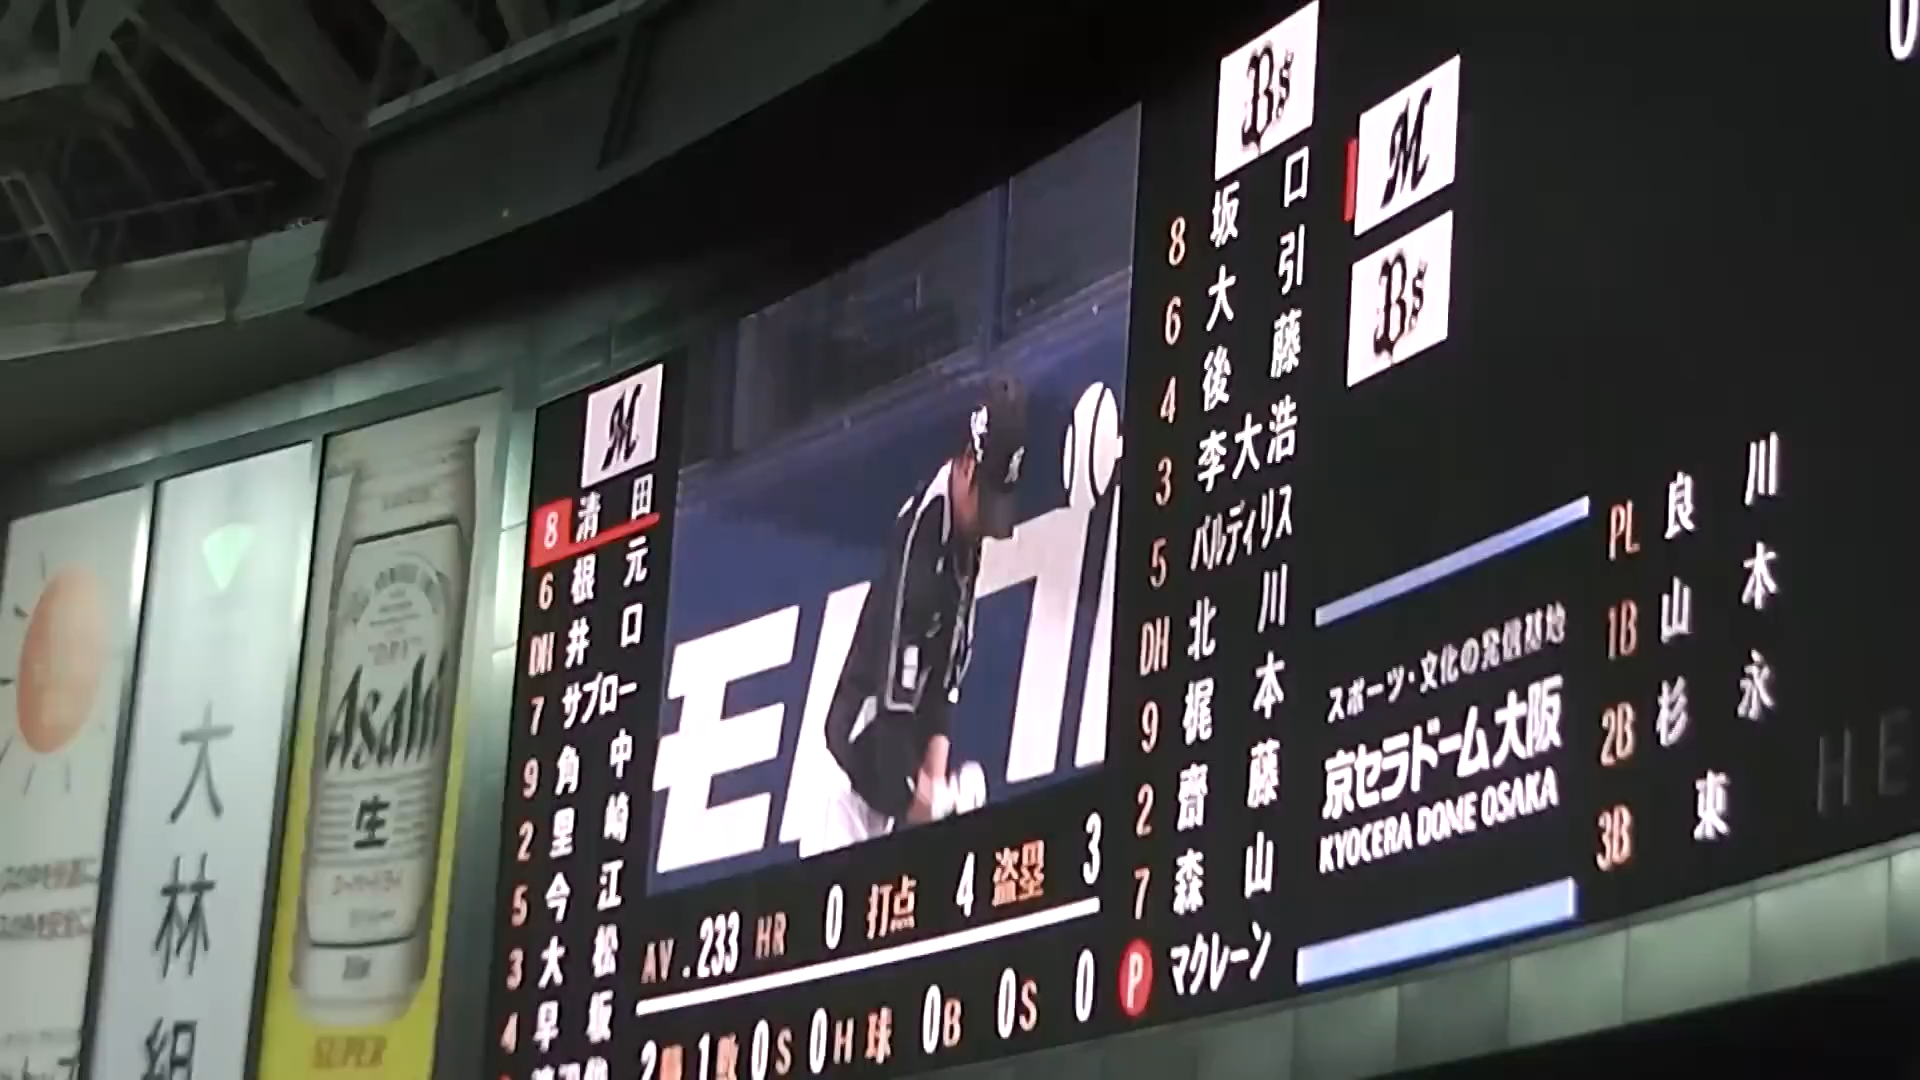 大林組
Asahi
生
SUPER
M
8 清田
6 根元
DH 井口
7 サブロー
9 角中
2 里崎
5 今江
3 大松
4 早坂
AV .233 HR 0 打点 4 盗塁 3
2勝 1敗 0S 0H 球 0B 0S 0
Bs
8 坂口
6 大引
4 後藤
3 李大浩
5 バルディリス
DH 北川
9 梶本
2 齋藤
7 森山
P マクレーン
M
Bs
スポーツ・文化の発信基地
京セラドーム大阪
KYOCERA DOME OSAKA
PL 良川
1B 山本
2B 杉永
3B 東
HE
0